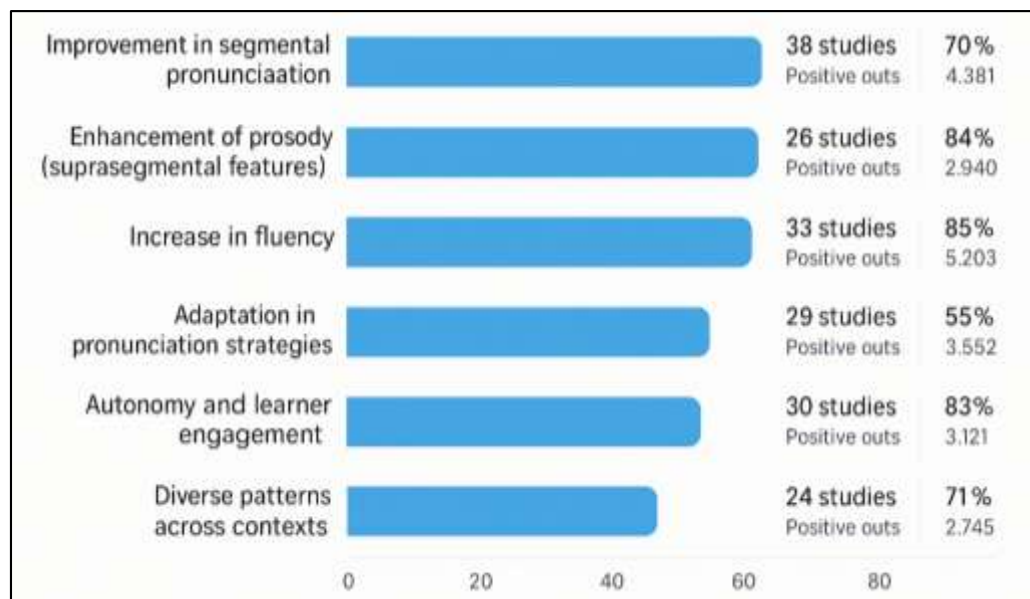 Improvement in segmental
pronunciaation
38 studies 70%
Positive outs 4.381
Enhancement of prosody
(suprasegmental features)
26 studies 84%
Positive outs 2.940
Increase in fluency
33 studies 85%
Positive outs 5.203
Adaptation in
pronunciation strategies
29 studies 55%
Positive outs 3.552
Autonomy and learner
engagement
30 studies 83%
Positive outs 3.121
Diverse patterns
across contexts
24 studies 71%
Positive outs 2.745
0 20 40 60 80